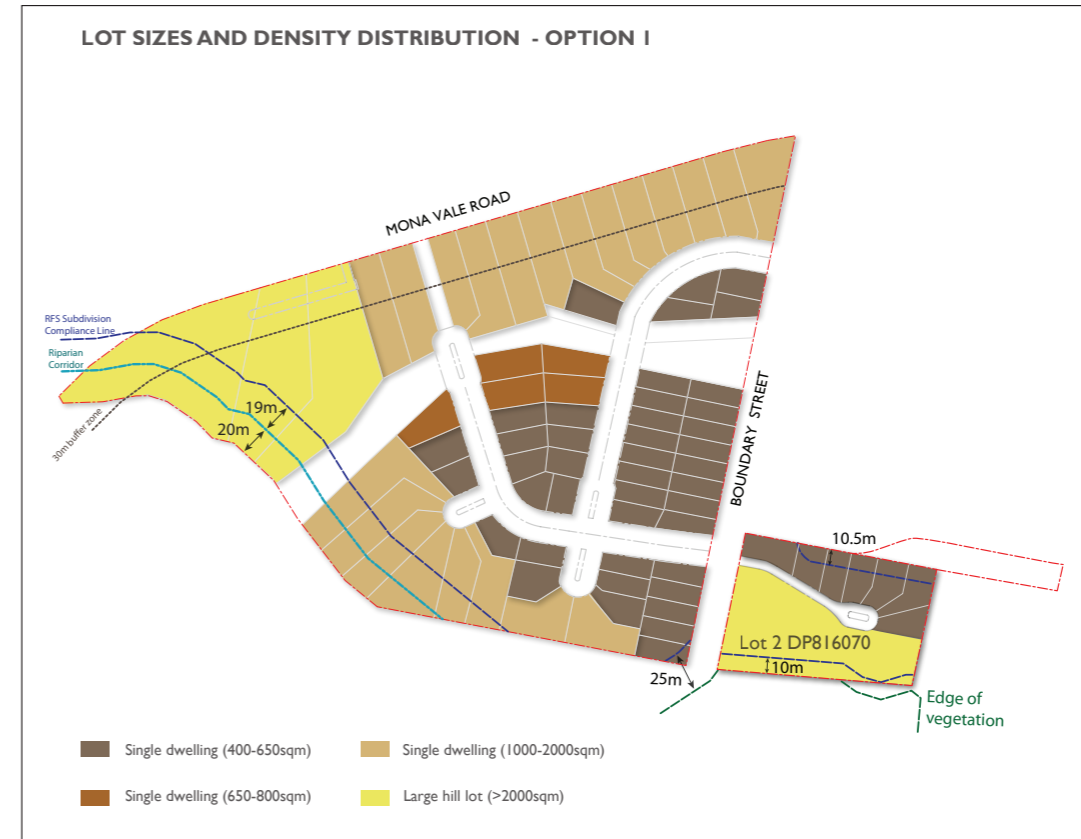 LOT SIZES AND DENSITY DISTRIBUTION - OPTION 1
MONA VALE ROAD
RFS Subdivision
Compliance Line
Riparian
Corridor
30m buffer zone
19m
20m
BOUNDARY STREET
10.5m
Lot 2 DP816070
10m
25m
Edge of
vegetation
Single dwelling (400-650sqm)
Single dwelling (1000-2000sqm)
Single dwelling (650-800sqm)
Large hill lot (>2000sqm)